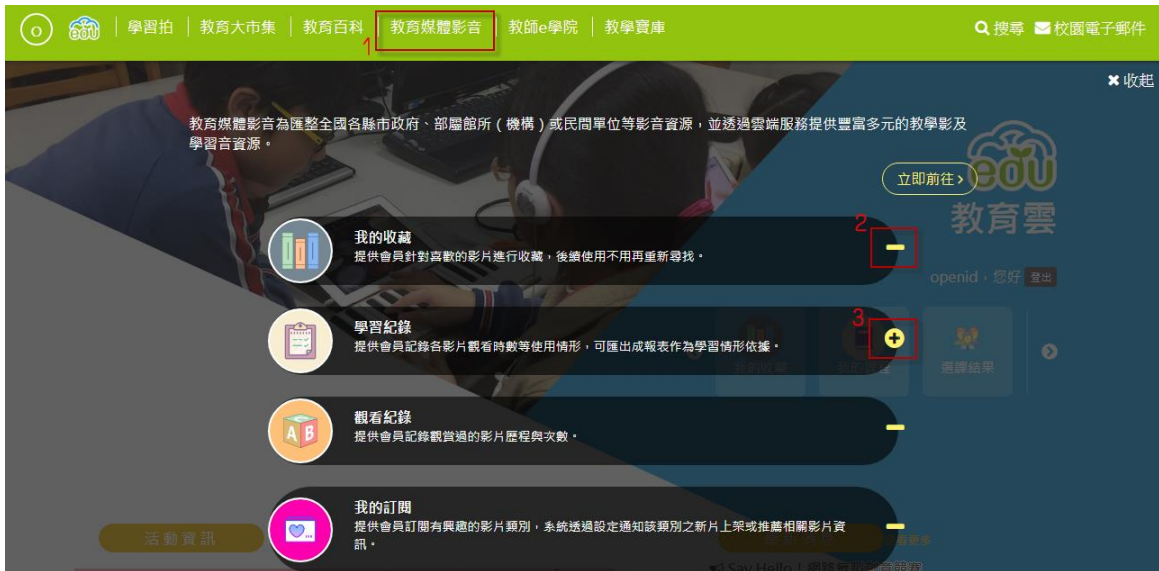 o edu 學習拍 教育大市集 教育百科 教育媒體影音 教師e學院 教學寶庫 搜尋 校園電子郵件
1
✖收起
教育媒體影音為匯整全國各縣市政府、部屬館所(機構)或民間單位等影音資源,並透過雲端服務提供豐富多元的教學影及
學習音資源。
立即前往>
edu
教育雲
openid,您好 登出
2
我的收藏
提供會員針對喜歡的影片進行收藏,後續使用不用再重新尋找。
3
學習紀錄
提供會員記錄各影片觀看時數等使用情形,可匯出成報表作為學習情形依據。
選課結果
觀看紀錄
提供會員記錄觀賞過的影片歷程與次數。
A B
我的訂閱
提供會員訂閱有興趣的影片類別,系統透過設定通知該類別之新片上架或推薦相關影片資
訊。
活動資訊
看更多
Say Hello!